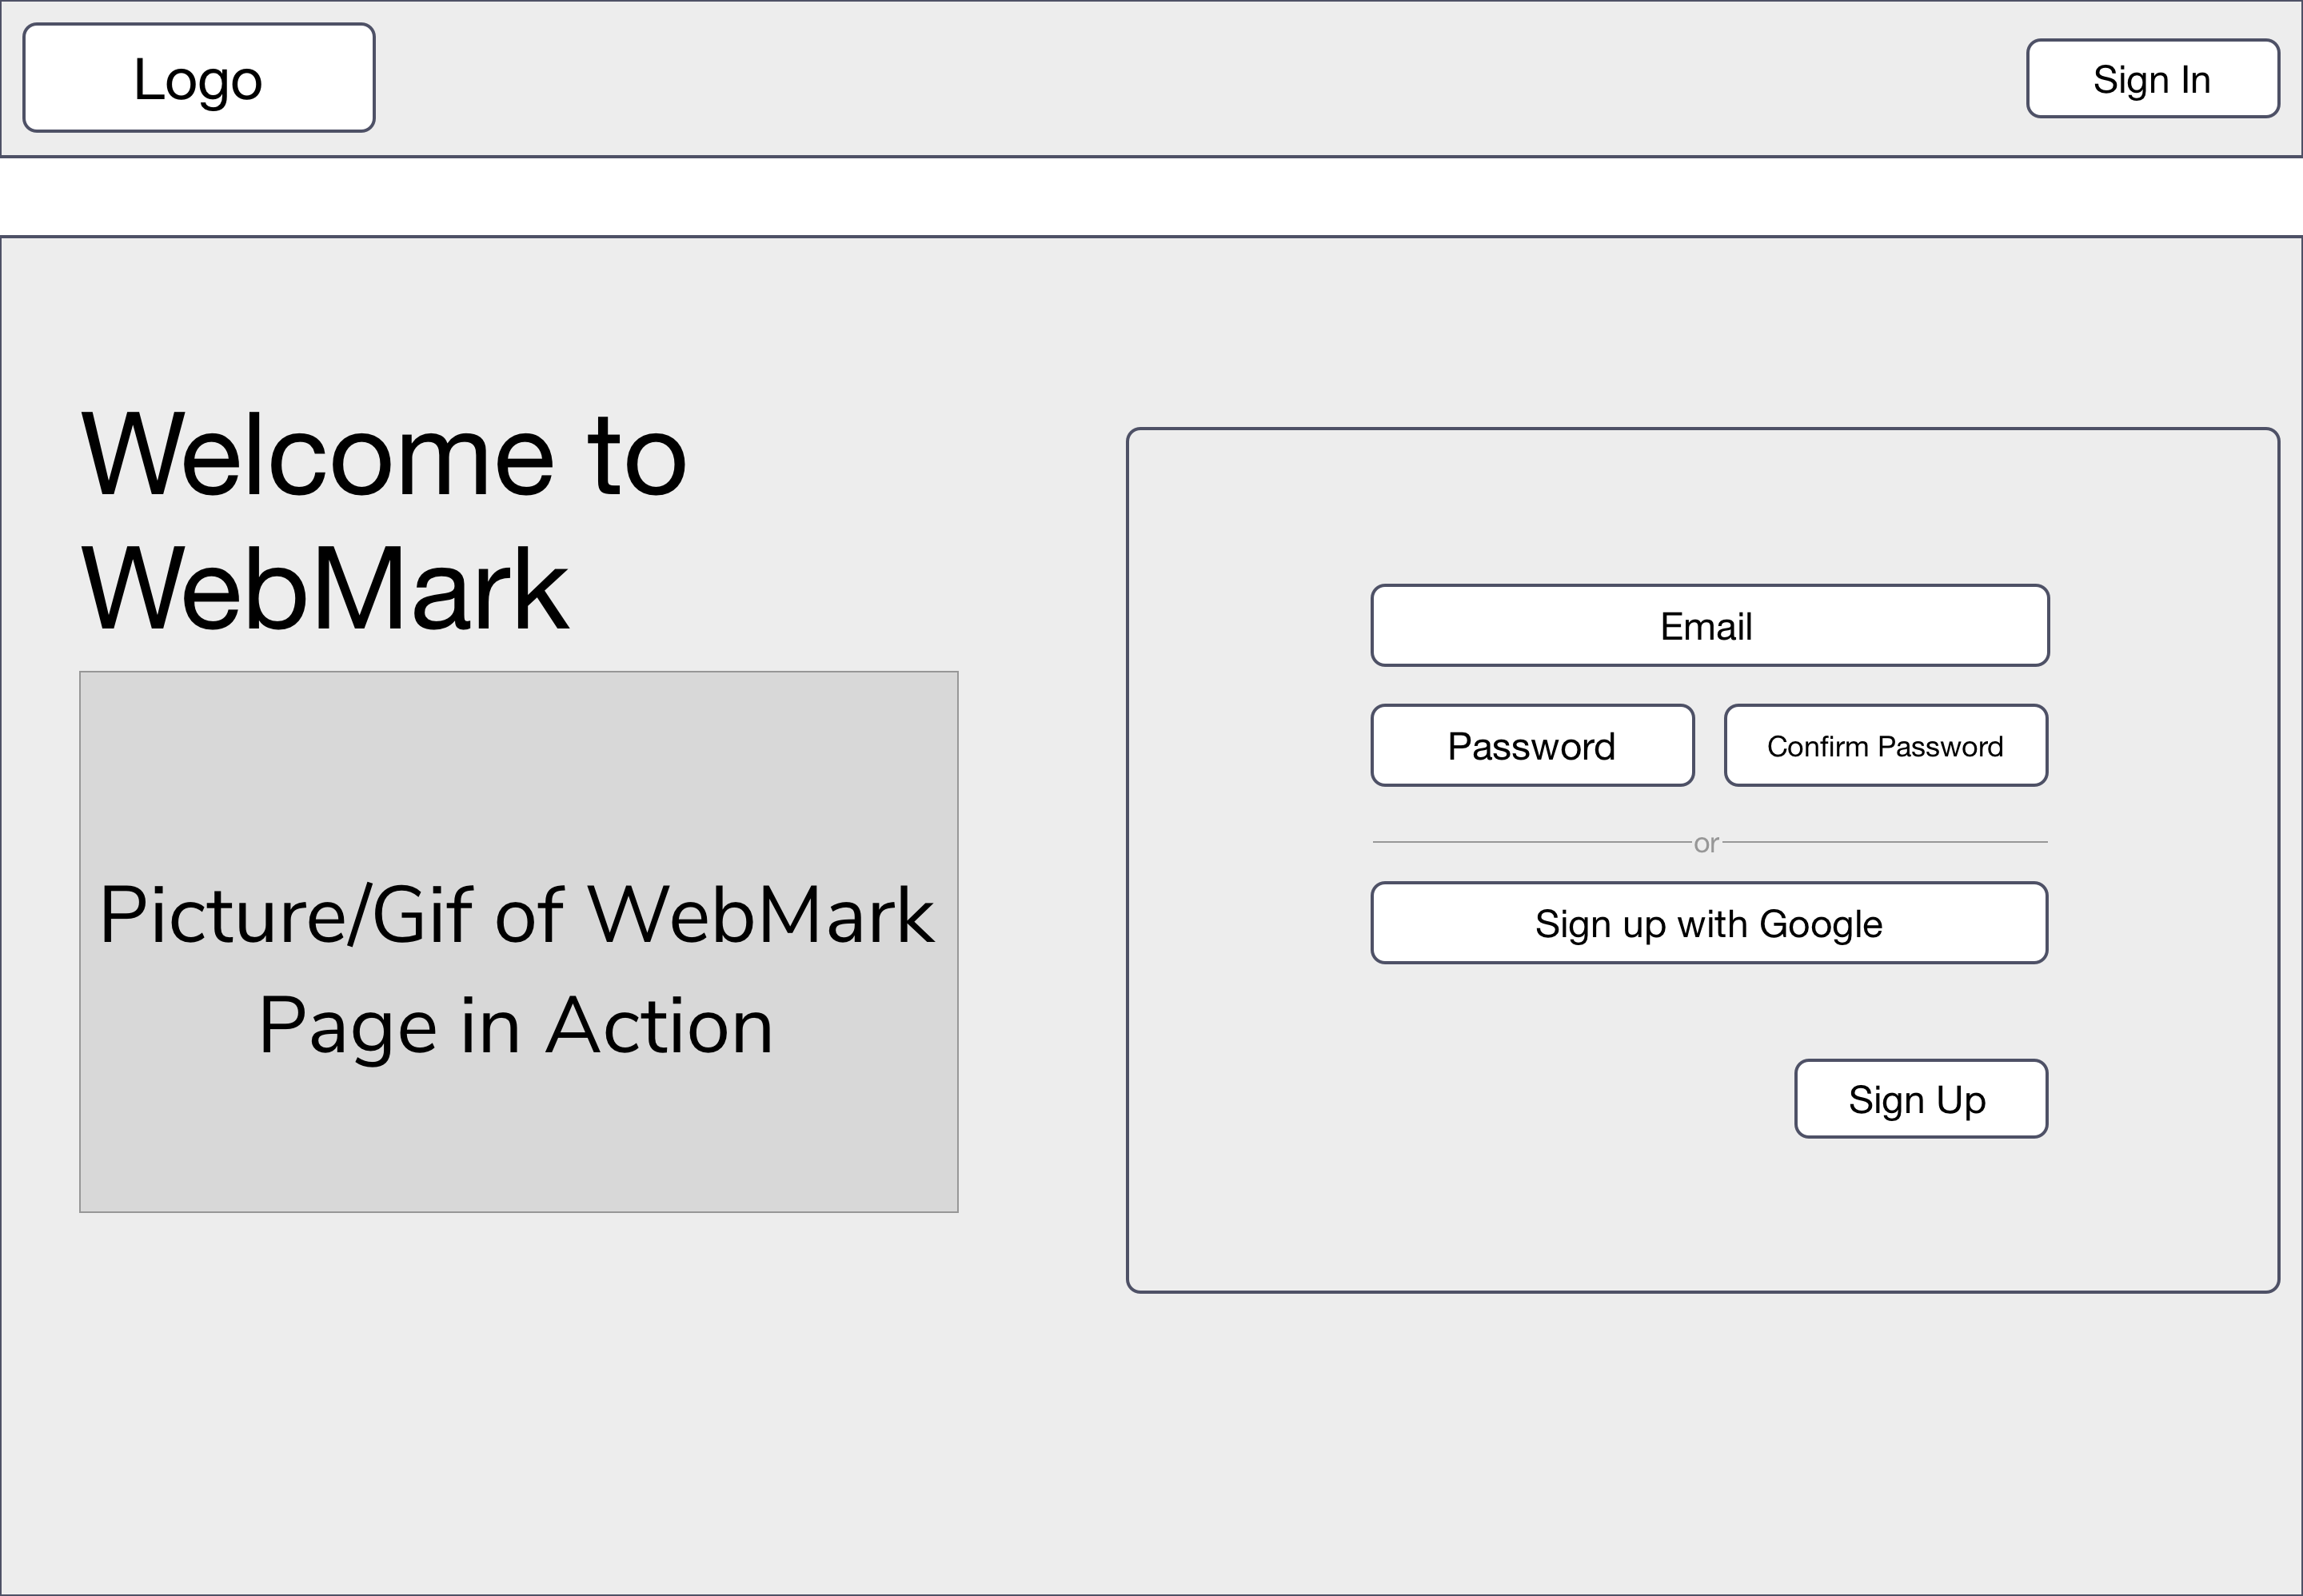 Logo
Sign In
Welcome to
WebMark
Picture/Gif of WebMark
Page in Action
Email
Password
Confirm Password
or
Sign up with Google
Sign Up